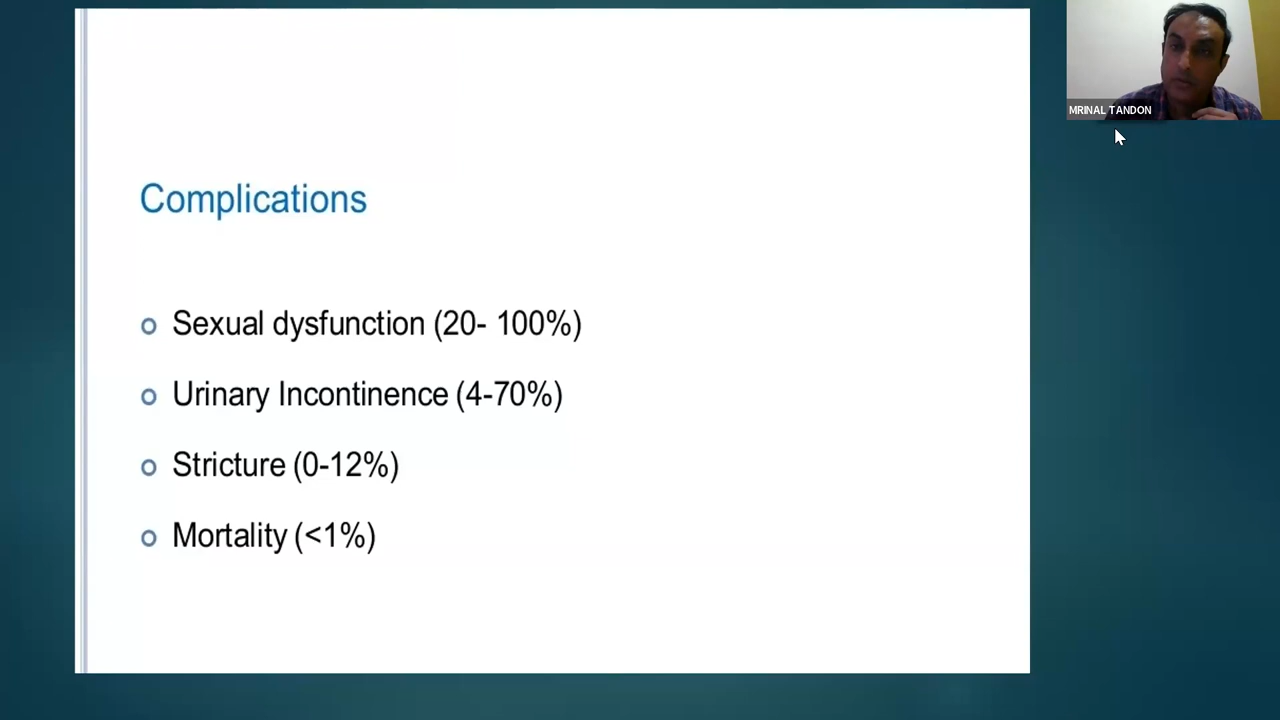 Complications
Sexual dysfunction (20- 100%)
Urinary Incontinence (4-70%)
Stricture (0-12%)
Mortality (<1%)
MRINAL TANDON